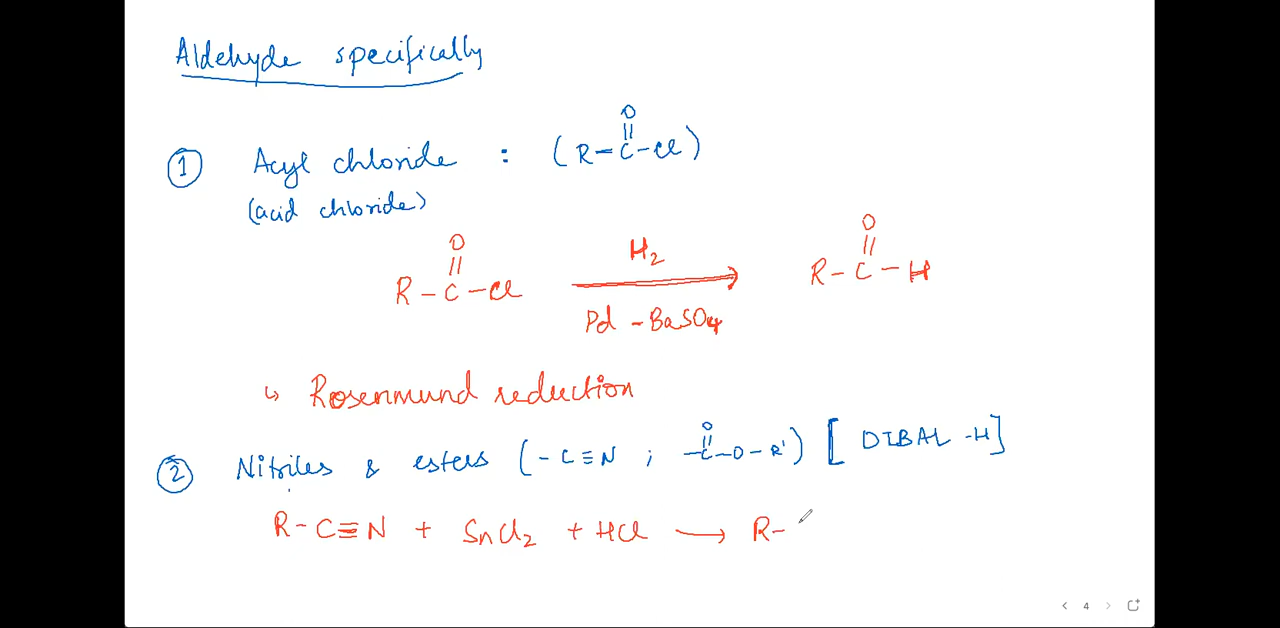 Aldehyde specifically
① Acyl chloride : (R-C(=O)-Cl)
(acid chloride)
R-C(=O)-Cl H₂ / Pd-BaSO₄ → R-C(=O)-H
↳ Rosenmund reduction
② Nitriles & esters (-C≡N ; -C(=O)-O-R') [DIBAL-H]
R-C≡N + SnCl₂ + HCl → R-
< 4 >